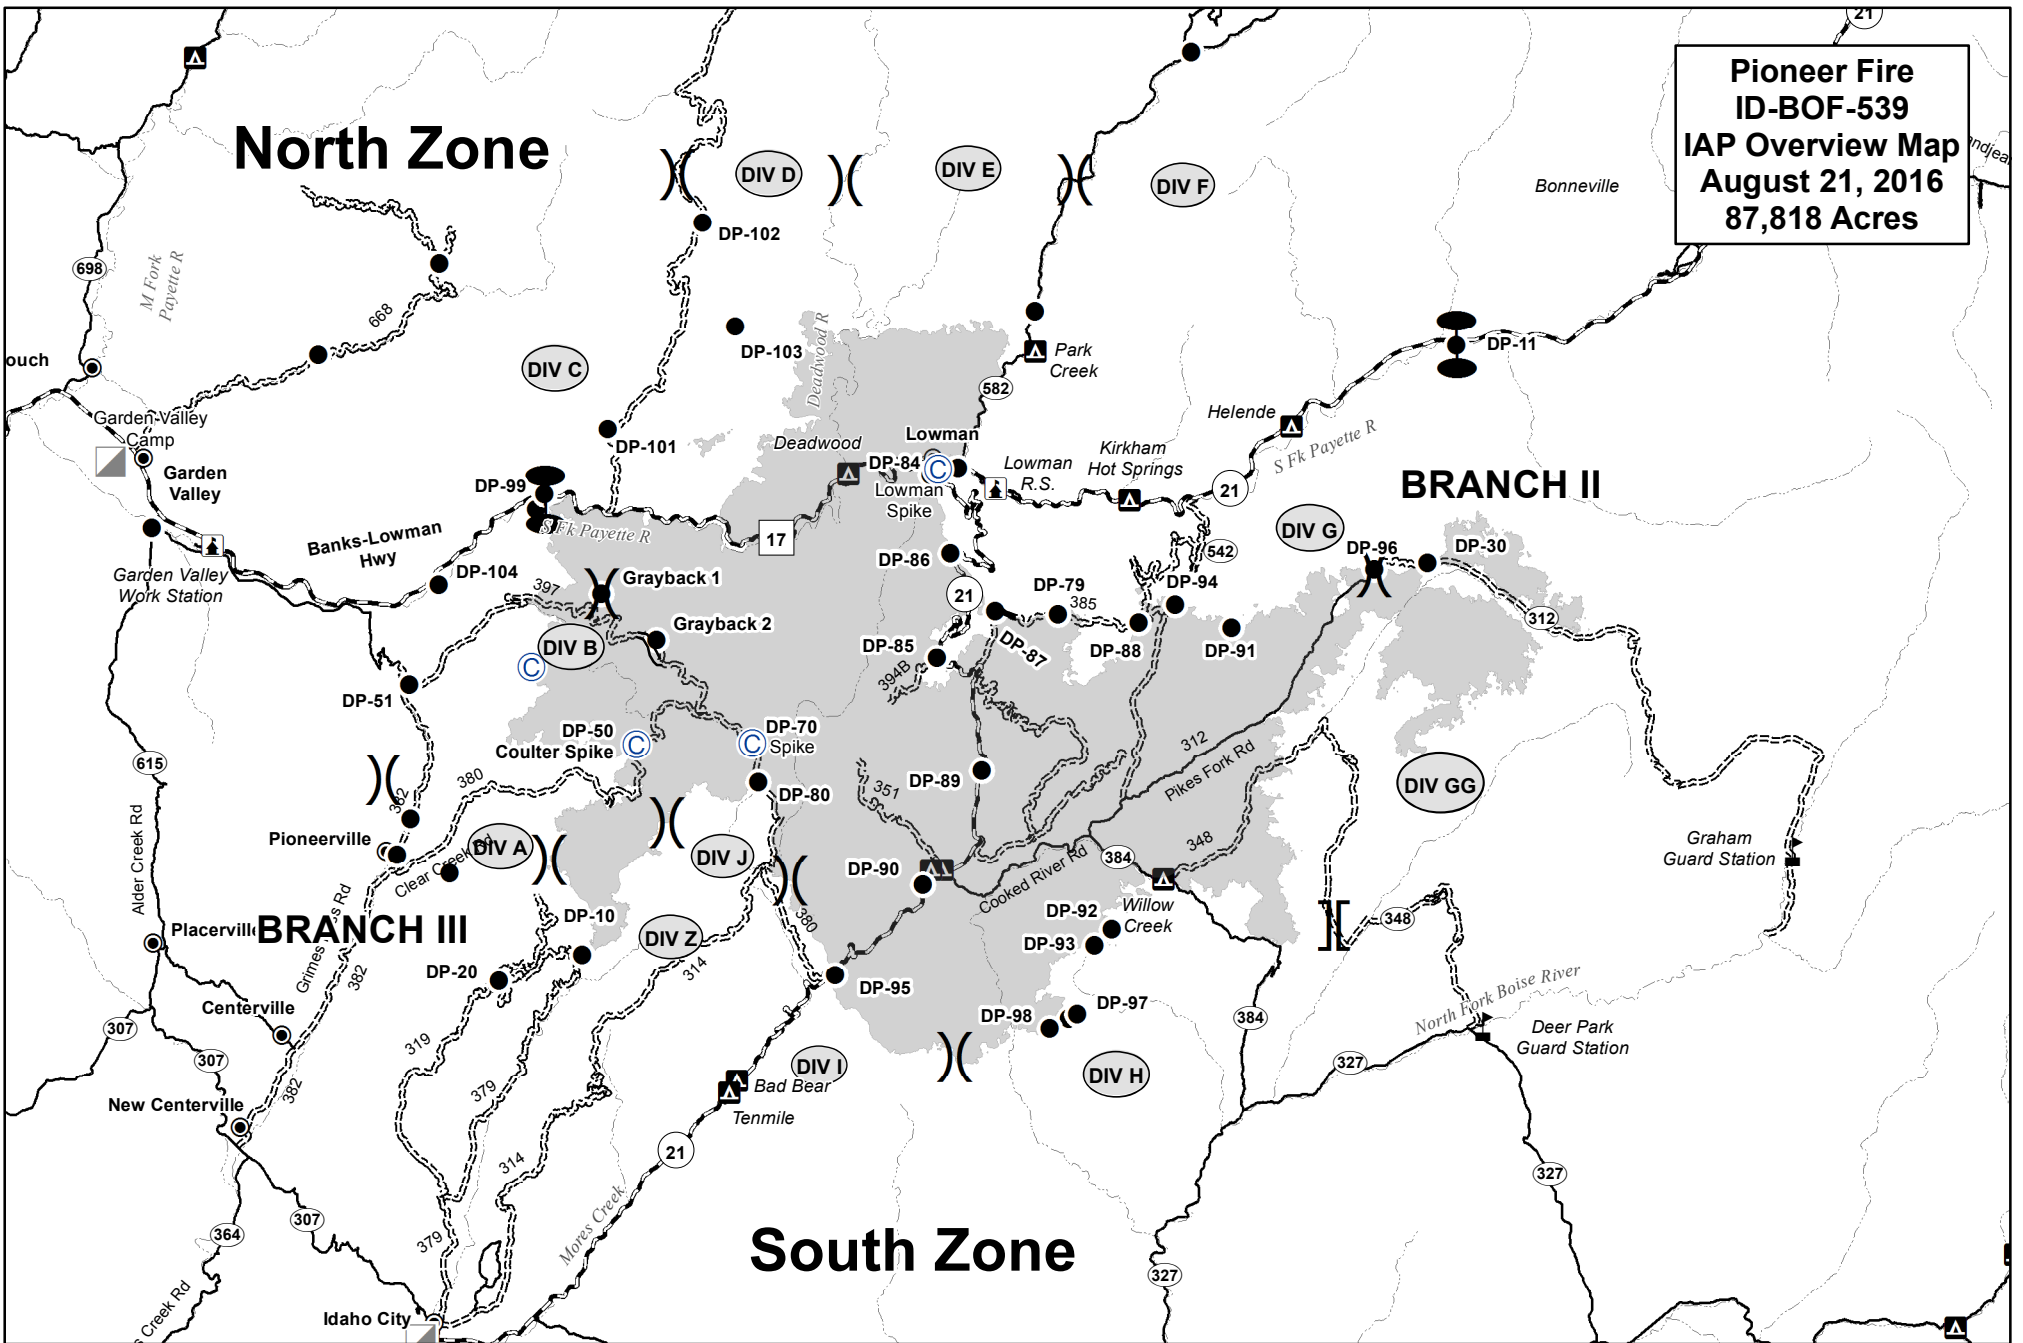 21
Pioneer Fire
ID-BOF-539
IAP Overview Map
August 21, 2016
87,818 Acres
North Zone
DIV D
DIV E
DIV F
Bonneville
DP-102
698
M Fork
Payette R
668
DP-103
Deadwood R
DP-11
ouch
DIV C
Park
Creek
582
Helende
Garden Valley
Camp
DP-101
Deadwood
Lowman
Kirkham
Hot Springs
S Fk Payette R
Garden
Valley
DP-84
Lowman
R.S.
C
DP-99
Lowman
Spike
21
BRANCH II
Banks-Lowman
Hwy
S Fk Payette R
17
DIV G
542
DP-96
DP-30
DP-86
Garden Valley
Work Station
DP-104
397
Grayback 1
DP-79
385
DP-94
21
312
Grayback 2
DIV B
C
DP-85
DP-87
DP-88
DP-91
394B
DP-51
DP-50
Coulter Spike
C
DP-70
Spike
C
312
Pikes Fork Rd
615
380
382
DP-80
DP-89
351
DIV GG
Alder Creek Rd
Pioneerville
Clear Creek Rd
DIV A
DIV J
DP-90
Cooked River Rd
384
348
Graham
Guard Station
Placerville
BRANCH III
Grimes
ss Rd
DP-10
DIV Z
380
DP-92
Willow
Creek
DP-93
348
DP-20
382
314
DP-95
Centerville
DP-98
DP-97
384
North Fork Boise River
307
307
319
Deer Park
Guard Station
DIV I
DIV H
327
382
379
Bad Bear
New Centerville
Tenmile
21
314
327
364
307
379
Mores Creek
South Zone
327
s Creek Rd
Idaho City